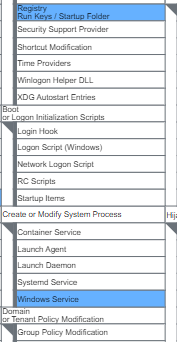 Registry
Run Keys / Startup Folder
Security Support Provider
Shortcut Modification
Time Providers
Winlogon Helper DLL
XDG Autostart Entries
Boot
or Logon Initialization Scripts
Login Hook
Logon Script (Windows)
Network Logon Script
RC Scripts
Startup Items
Create or Modify System Process
Container Service
Launch Agent
Launch Daemon
Systemd Service
Windows Service
Domain
or Tenant Policy Modification
Group Policy Modification